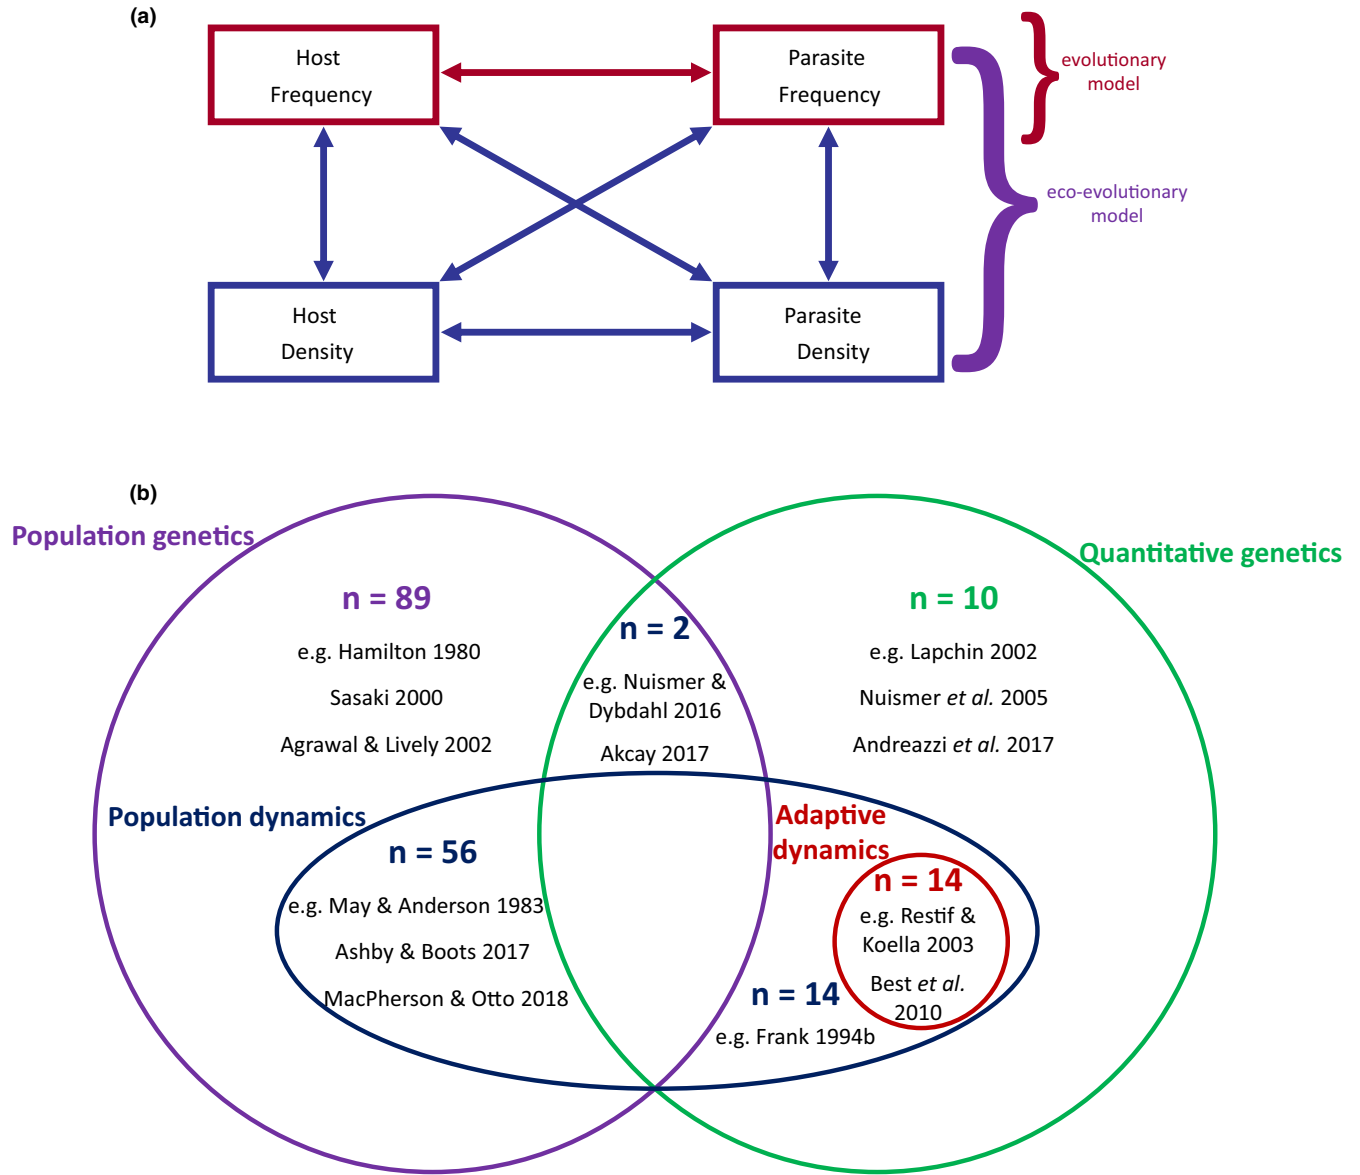 (a)
Host
Frequency
Parasite
Frequency
evolutionary
model
eco-evolutionary
model
Host
Density
Parasite
Density
(b)
Population genetics
Quantitative genetics
n = 89
e.g. Hamilton 1980
Sasaki 2000
Agrawal & Lively 2002
n = 2
e.g. Nuismer &
Dybdahl 2016
Akcay 2017
n = 10
e.g. Lapchin 2002
Nuismer et al. 2005
Andreazzi et al. 2017
Population dynamics
n = 56
e.g. May & Anderson 1983
Ashby & Boots 2017
MacPherson & Otto 2018
Adaptive
dynamics
n = 14
e.g. Restif &
Koella 2003
Best et al.
2010
n = 14
e.g. Frank 1994b